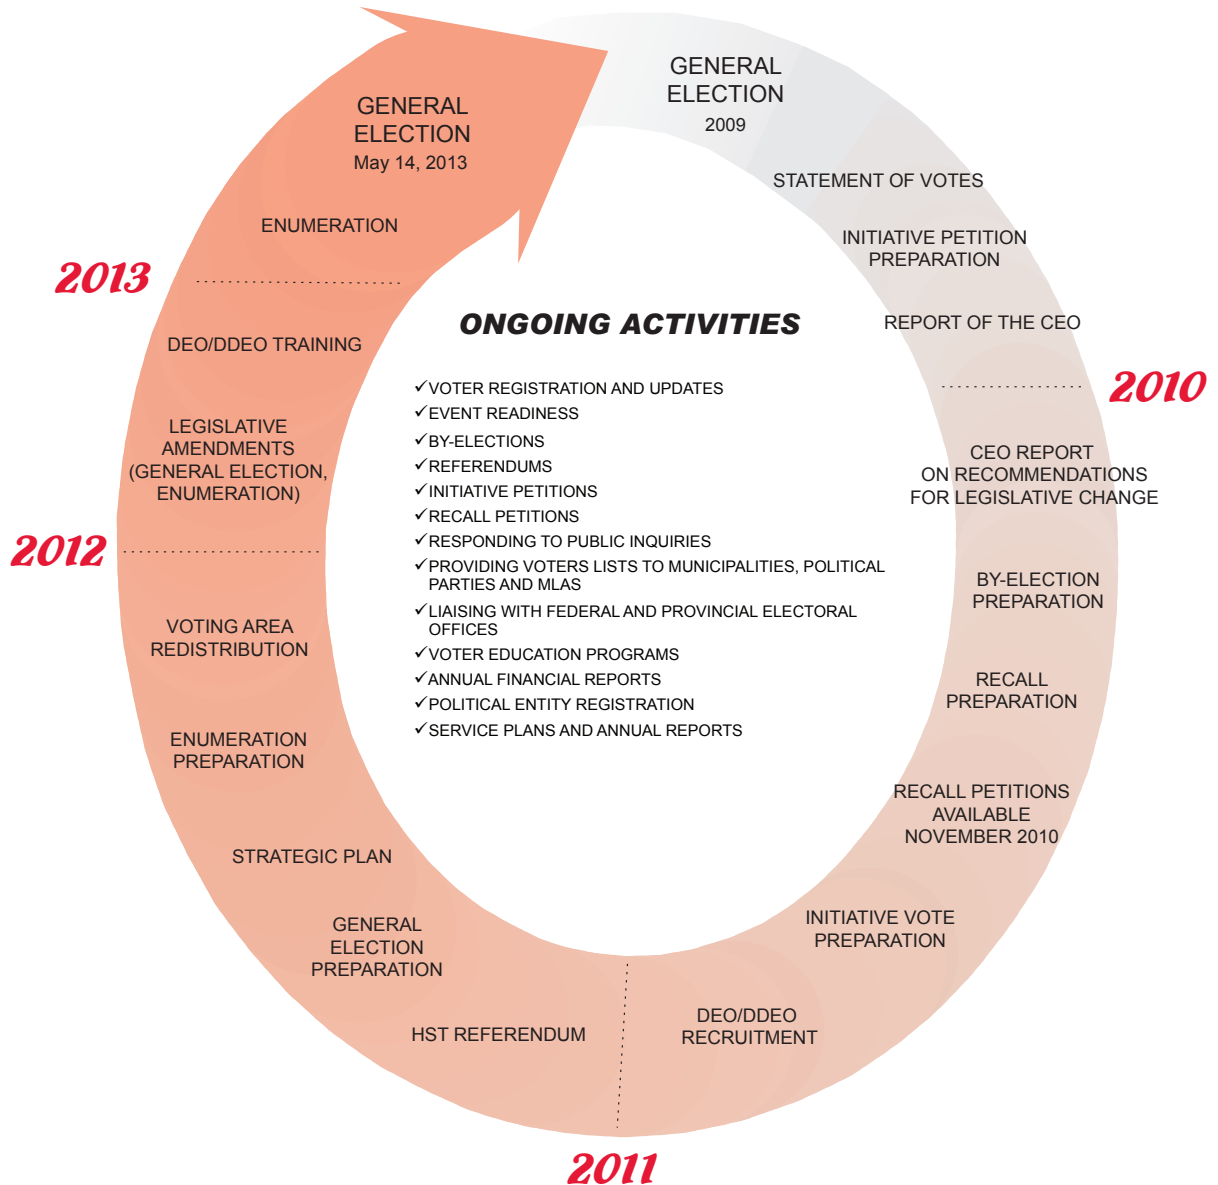 GENERAL
ELECTION
2009
STATEMENT OF VOTES
INITIATIVE PETITION
PREPARATION
REPORT OF THE CEO
2010
CEO REPORT
ON RECOMMENDATIONS
FOR LEGISLATIVE CHANGE
BY-ELECTION
PREPARATION
RECALL
PREPARATION
RECALL PETITIONS
AVAILABLE
NOVEMBER 2010
INITIATIVE VOTE
PREPARATION
DEO/DDEO
RECRUITMENT
2011
HST REFERENDUM
GENERAL
ELECTION
PREPARATION
STRATEGIC PLAN
ENUMERATION
PREPARATION
VOTING AREA
REDISTRIBUTION
2012
LEGISLATIVE
AMENDMENTS
(GENERAL ELECTION,
ENUMERATION)
DEO/DDEO TRAINING
2013
ENUMERATION
GENERAL
ELECTION
May 14, 2013
ONGOING ACTIVITIES
✓VOTER REGISTRATION AND UPDATES
✓EVENT READINESS
✓BY-ELECTIONS
✓REFERENDUMS
✓INITIATIVE PETITIONS
✓RECALL PETITIONS
✓RESPONDING TO PUBLIC INQUIRIES
✓PROVIDING VOTERS LISTS TO MUNICIPALITIES, POLITICAL
PARTIES AND MLAS
✓LIAISING WITH FEDERAL AND PROVINCIAL ELECTORAL
OFFICES
✓VOTER EDUCATION PROGRAMS
✓ANNUAL FINANCIAL REPORTS
✓POLITICAL ENTITY REGISTRATION
✓SERVICE PLANS AND ANNUAL REPORTS